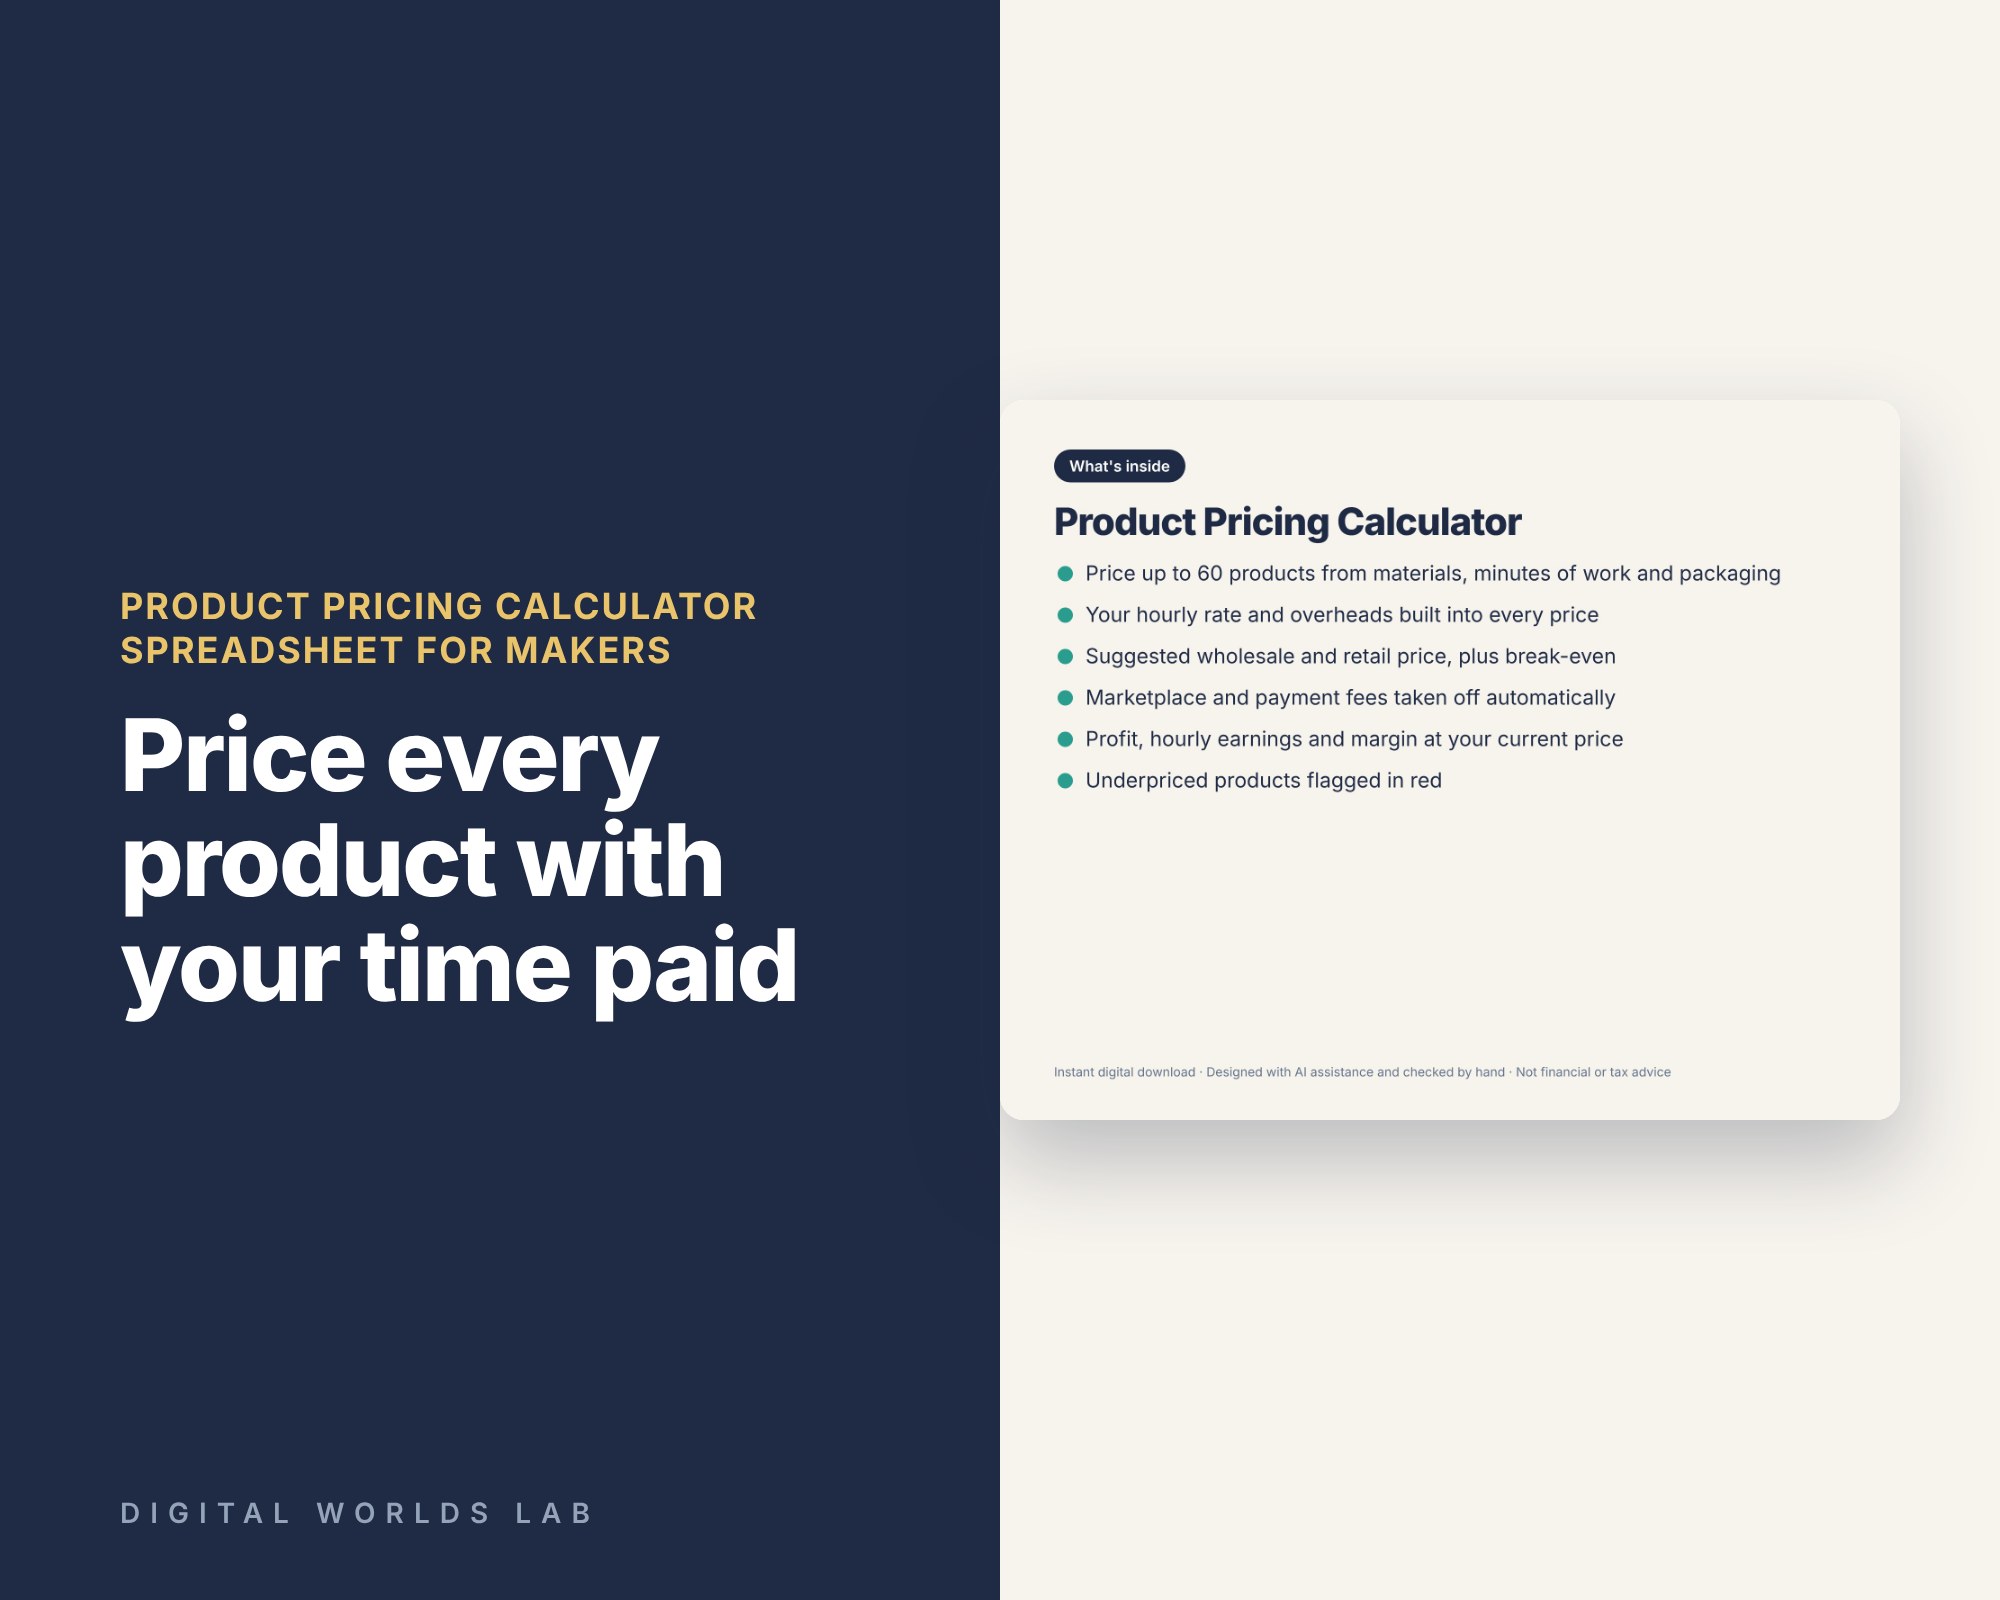 PRODUCT PRICING CALCULATOR
SPREADSHEET FOR MAKERS
Price every
product with
your time paid
DIGITAL WORLDS LAB
What's inside
Product Pricing Calculator
Price up to 60 products from materials, minutes of work and packaging
Your hourly rate and overheads built into every price
Suggested wholesale and retail price, plus break-even
Marketplace and payment fees taken off automatically
Profit, hourly earnings and margin at your current price
Underpriced products flagged in red
Instant digital download · Designed with AI assistance and checked by hand · Not financial or tax advice